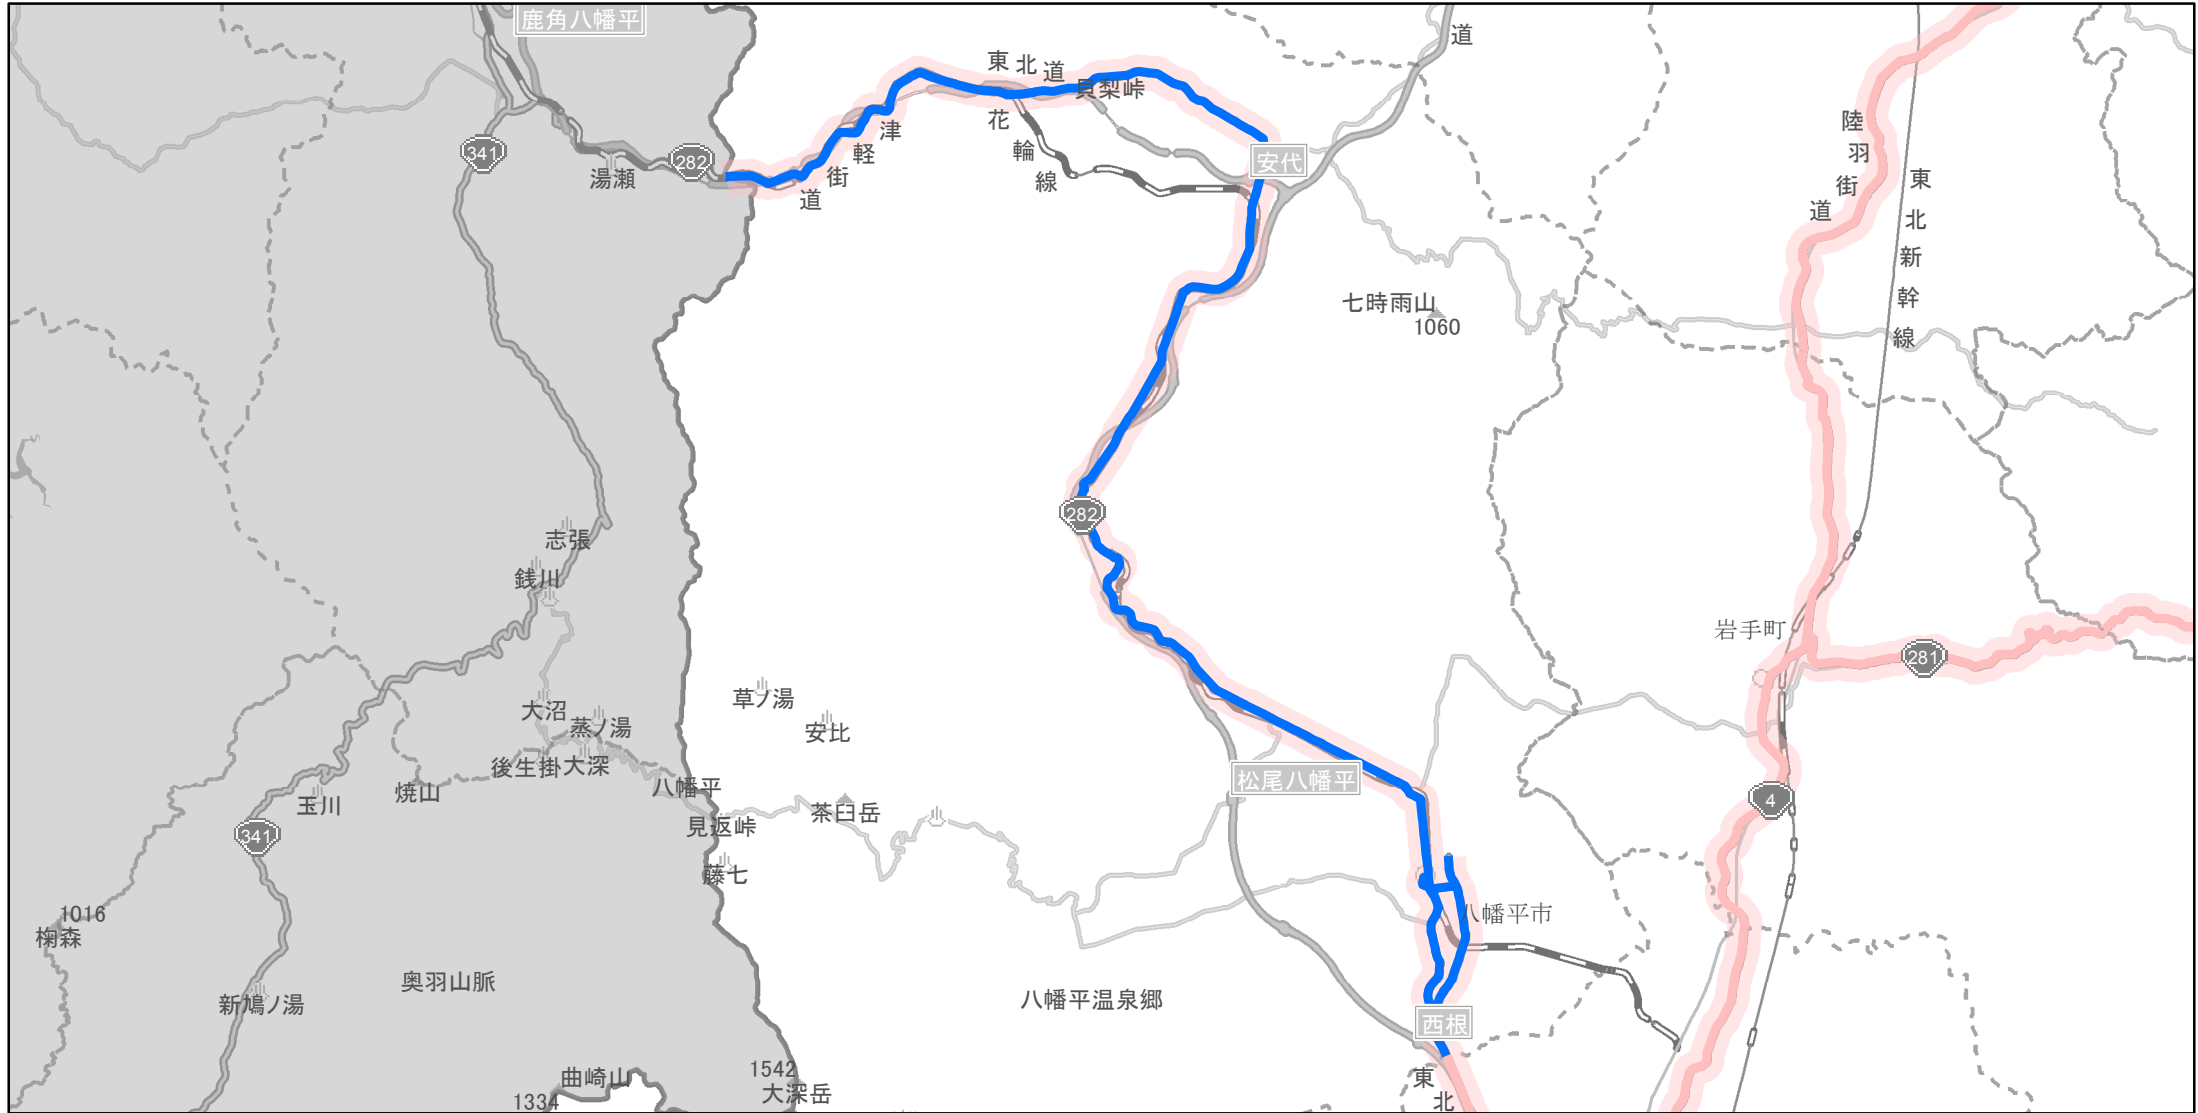 鹿角八幡平
東北道
道
貝梨峠
341
282
湯瀬
津軽街道
花輪線
安代
陸羽街道
東北新幹線
七時雨山
1060
282
志張
銭川
岩手町
281
草ノ湯
大沼
安比
蒸ノ湯
後生掛
大深
松尾八幡平
玉川
焼山
八幡平
茶臼岳
4
見返峠
341
藤七
1016
八幡平市
椈森
奥羽山脈
八幡平温泉郷
新鳩ノ湯
西根
1542
曲崎山
東北
大深岳
1334